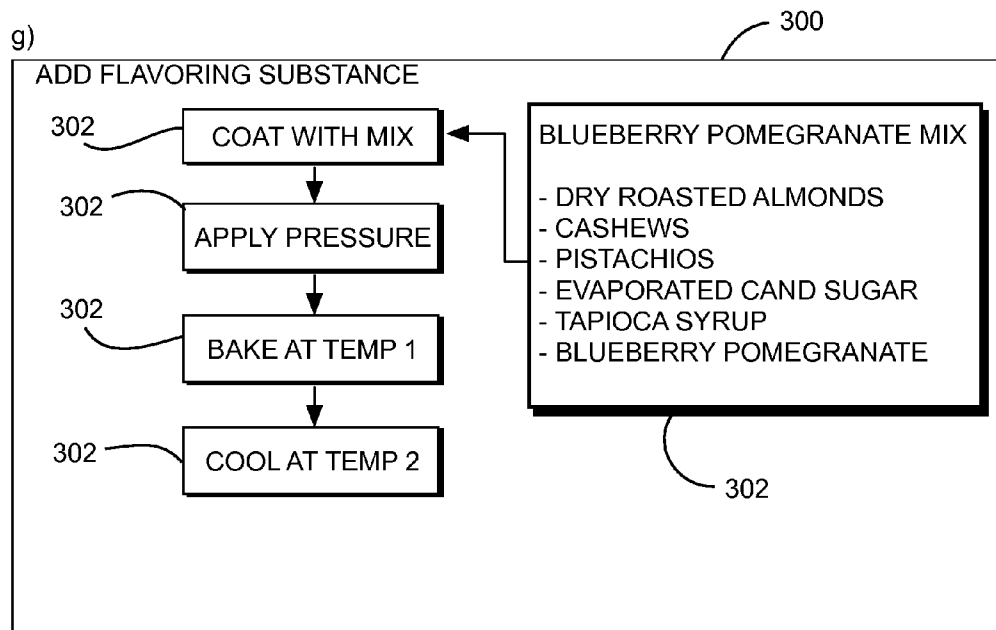 g)
300
ADD FLAVORING SUBSTANCE
302
COAT WITH MIX
302
APPLY PRESSURE
302
BAKE AT TEMP 1
302
COOL AT TEMP 2
BLUEBERRY POMEGRANATE MIX
- DRY ROASTED ALMONDS
- CASHEWS
- PISTACHIOS
- EVAPORATED CAND SUGAR
- TAPIOCA SYRUP
- BLUEBERRY POMEGRANATE
302